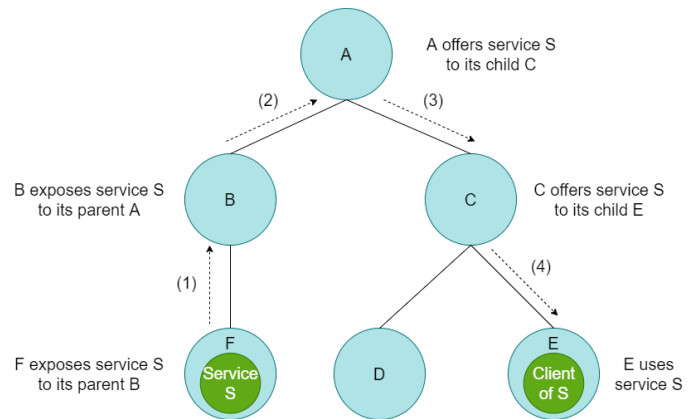 A
A offers service S
to its child C
(2)
(3)
B exposes service S
to its parent A
B
C
C offers service S
to its child E
(1)
(4)
F exposes service S
to its parent B
F
Service
S
D
E
Client
of S
E uses
service S